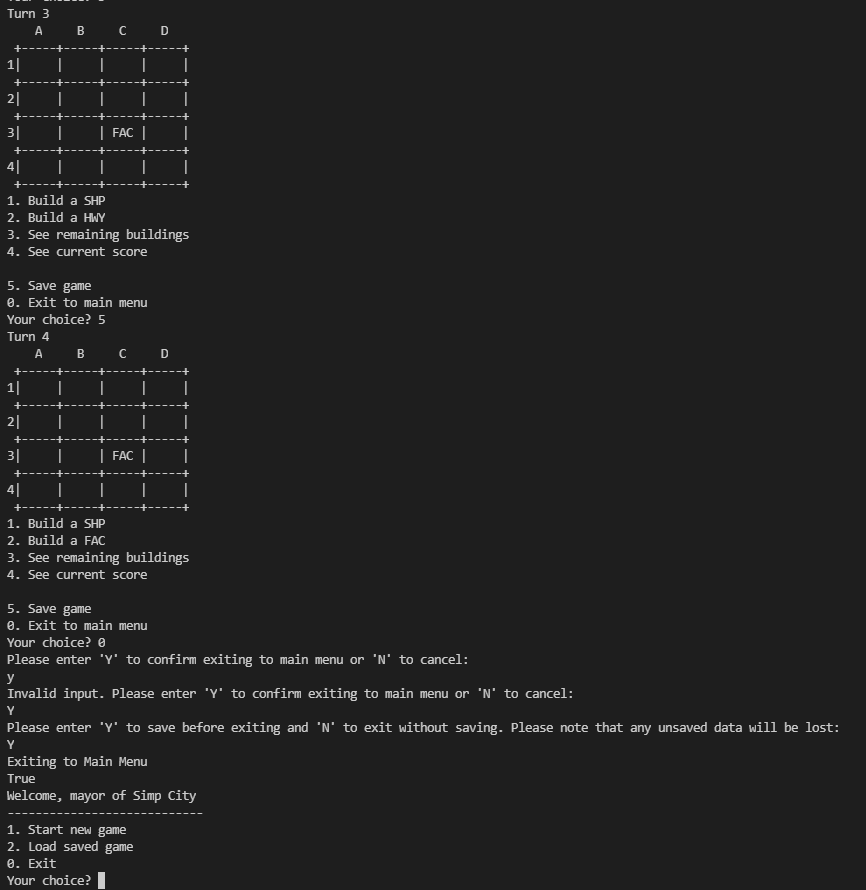 Turn 3
    A     B     C     D
 +-----+-----+-----+-----+
1|     |     |     |     |
 +-----+-----+-----+-----+
2|     |     |     |     |
 +-----+-----+-----+-----+
3|     |     | FAC |     |
 +-----+-----+-----+-----+
4|     |     |     |     |
 +-----+-----+-----+-----+
1. Build a SHP
2. Build a HWY
3. See remaining buildings
4. See current score

5. Save game
0. Exit to main menu
Your choice? 5
Turn 4
    A     B     C     D
 +-----+-----+-----+-----+
1|     |     |     |     |
 +-----+-----+-----+-----+
2|     |     |     |     |
 +-----+-----+-----+-----+
3|     |     | FAC |     |
 +-----+-----+-----+-----+
4|     |     |     |     |
 +-----+-----+-----+-----+
1. Build a SHP
2. Build a FAC
3. See remaining buildings
4. See current score

5. Save game
0. Exit to main menu
Your choice? 0
Please enter 'Y' to confirm exiting to main menu or 'N' to cancel:
y
Invalid input. Please enter 'Y' to confirm exiting to main menu or 'N' to cancel:
Y
Please enter 'Y' to save before exiting and 'N' to exit without saving. Please note that any unsaved data will be lost:
Y
Exiting to Main Menu
True
Welcome, mayor of Simp City
----------------------------
1. Start new game
2. Load saved game
0. Exit
Your choice?